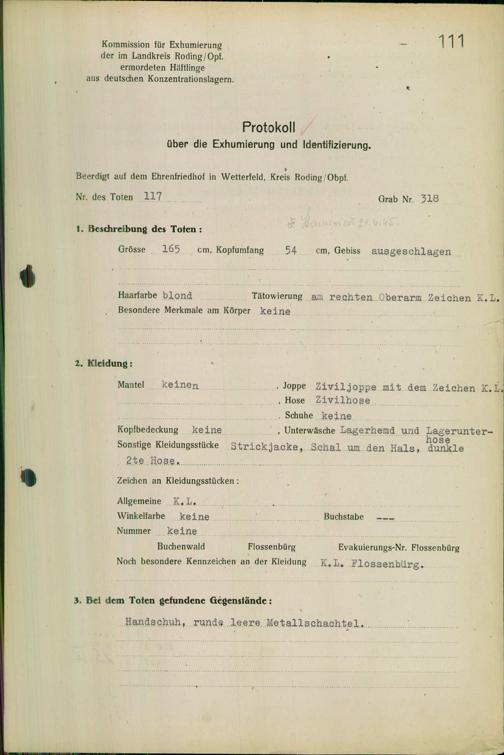 111
Kommission für Exhumierung
der im Landkreis Roding/Opf.
ermordeten Häftlinge
aus deutschen Konzentrationslagern.
Protokoll
über die Exhumierung und Identifizierung.
Beerdigt auf dem Ehrenfriedhof in Wetterfeld, Kreis Roding/Obpf.
Nr. des Toten 117 Grab Nr. 318
1. Beschreibung des Toten:
Grösse 165 cm, Kopfumfang 54 cm, Gebiss ausgeschlagen
Haarfarbe blond Tätowierung am rechten Oberarm Zeichen K.L.
Besondere Merkmale am Körper keine
2. Kleidung:
Mantel keinen , Joppe Ziviljoppe mit dem Zeichen K.L
, Hose Zivilhose
, Schuhe keine
Kopfbedeckung keine , Unterwäsche Lagerhemd und Lagerunter-
hose
Sonstige Kleidungsstücke Strickjacke, Schal um den Hals, dunkle
2te Hose.
Zeichen an Kleidungsstücken:
Allgemeine K.L.
Winkelfarbe keine Buchstabe ---
Nummer keine
Buchenwald Flossenbürg Evakuierungs-Nr. Flossenbürg
Noch besondere Kennzeichen an der Kleidung K.L. Flossenbürg.
3. Bei dem Toten gefundene Gegenstände:
Handschuh, runde leere Metallschachtel.